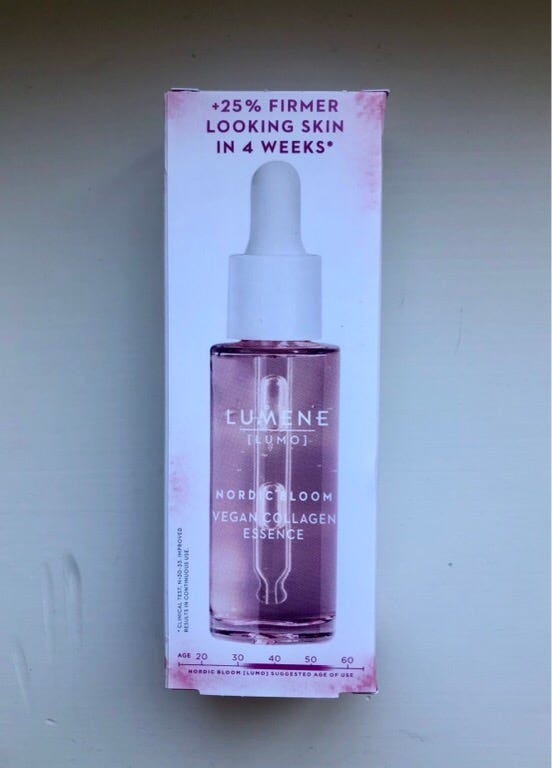 +25% FIRMER
LOOKING SKIN
IN 4 WEEKS*
LUMENE
[LUMO]
NORDIC BLOOM
VEGAN COLLAGEN
ESSENCE
* CLINICAL TEST, N=30-33. IMPROVED
RESULTS IN CONTINUOUS USE.
AGE 20 30 40 50 60
NORDIC BLOOM [LUMO] SUGGESTED AGE OF USE